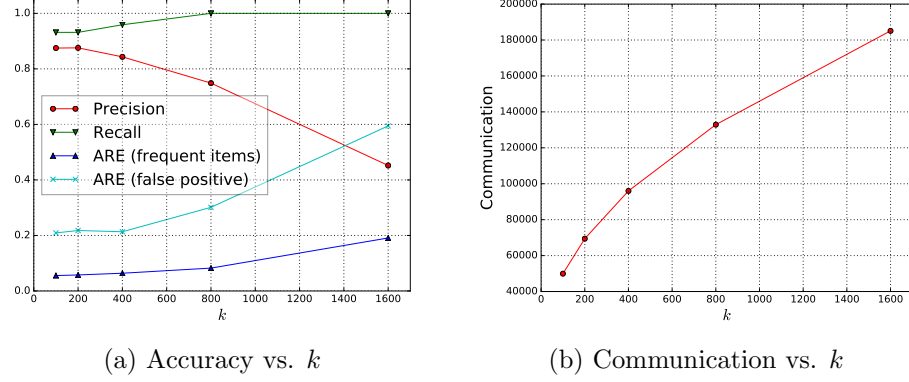 1.0
0.8
0.6
0.4
0.2
0.0
0 200 400 600 800 1000 1200 1400 1600
k
Precision
Recall
ARE (frequent items)
ARE (false positive)
(a) Accuracy vs. k
200000
180000
160000
140000
120000
100000
80000
60000
40000
Communication
0 200 400 600 800 1000 1200 1400 1600
k
(b) Communication vs. k